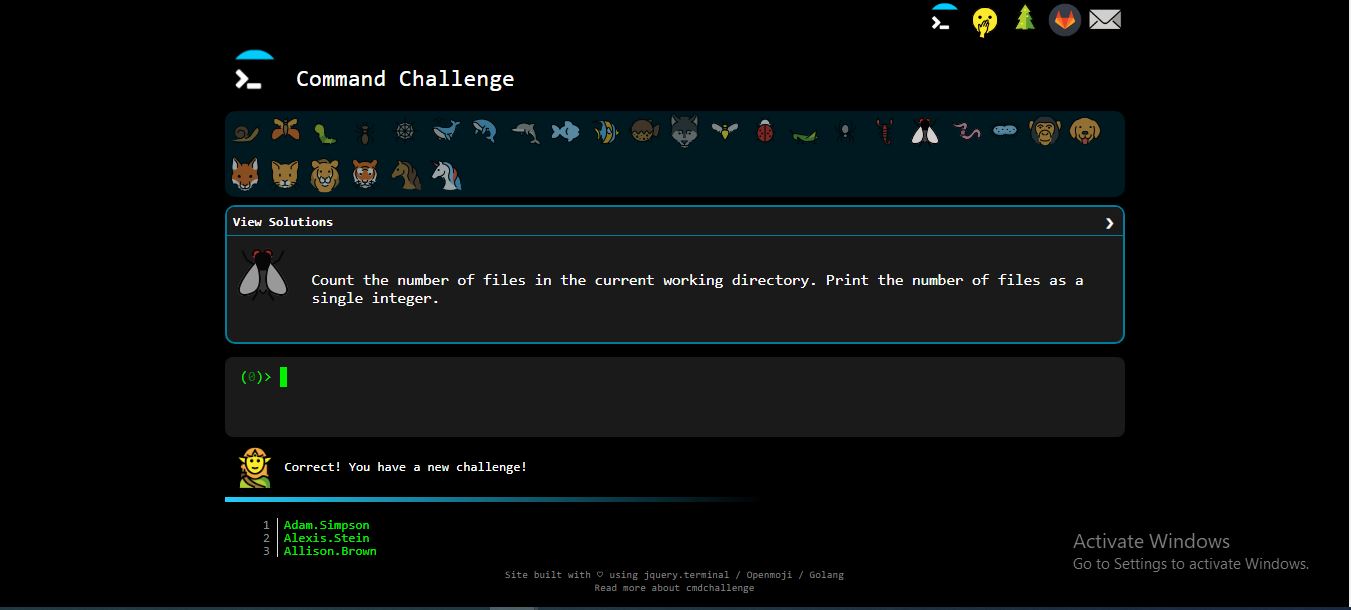 Command Challenge
View Solutions
Count the number of files in the current working directory. Print the number of files as a
single integer.
(0)>
Correct! You have a new challenge!
1 Adam.Simpson
2 Alexis.Stein
3 Allison.Brown
Activate Windows
Go to Settings to activate Windows.
Site built with ♡ using jquery.terminal / Openmoji / Golang
Read more about cmdchallenge